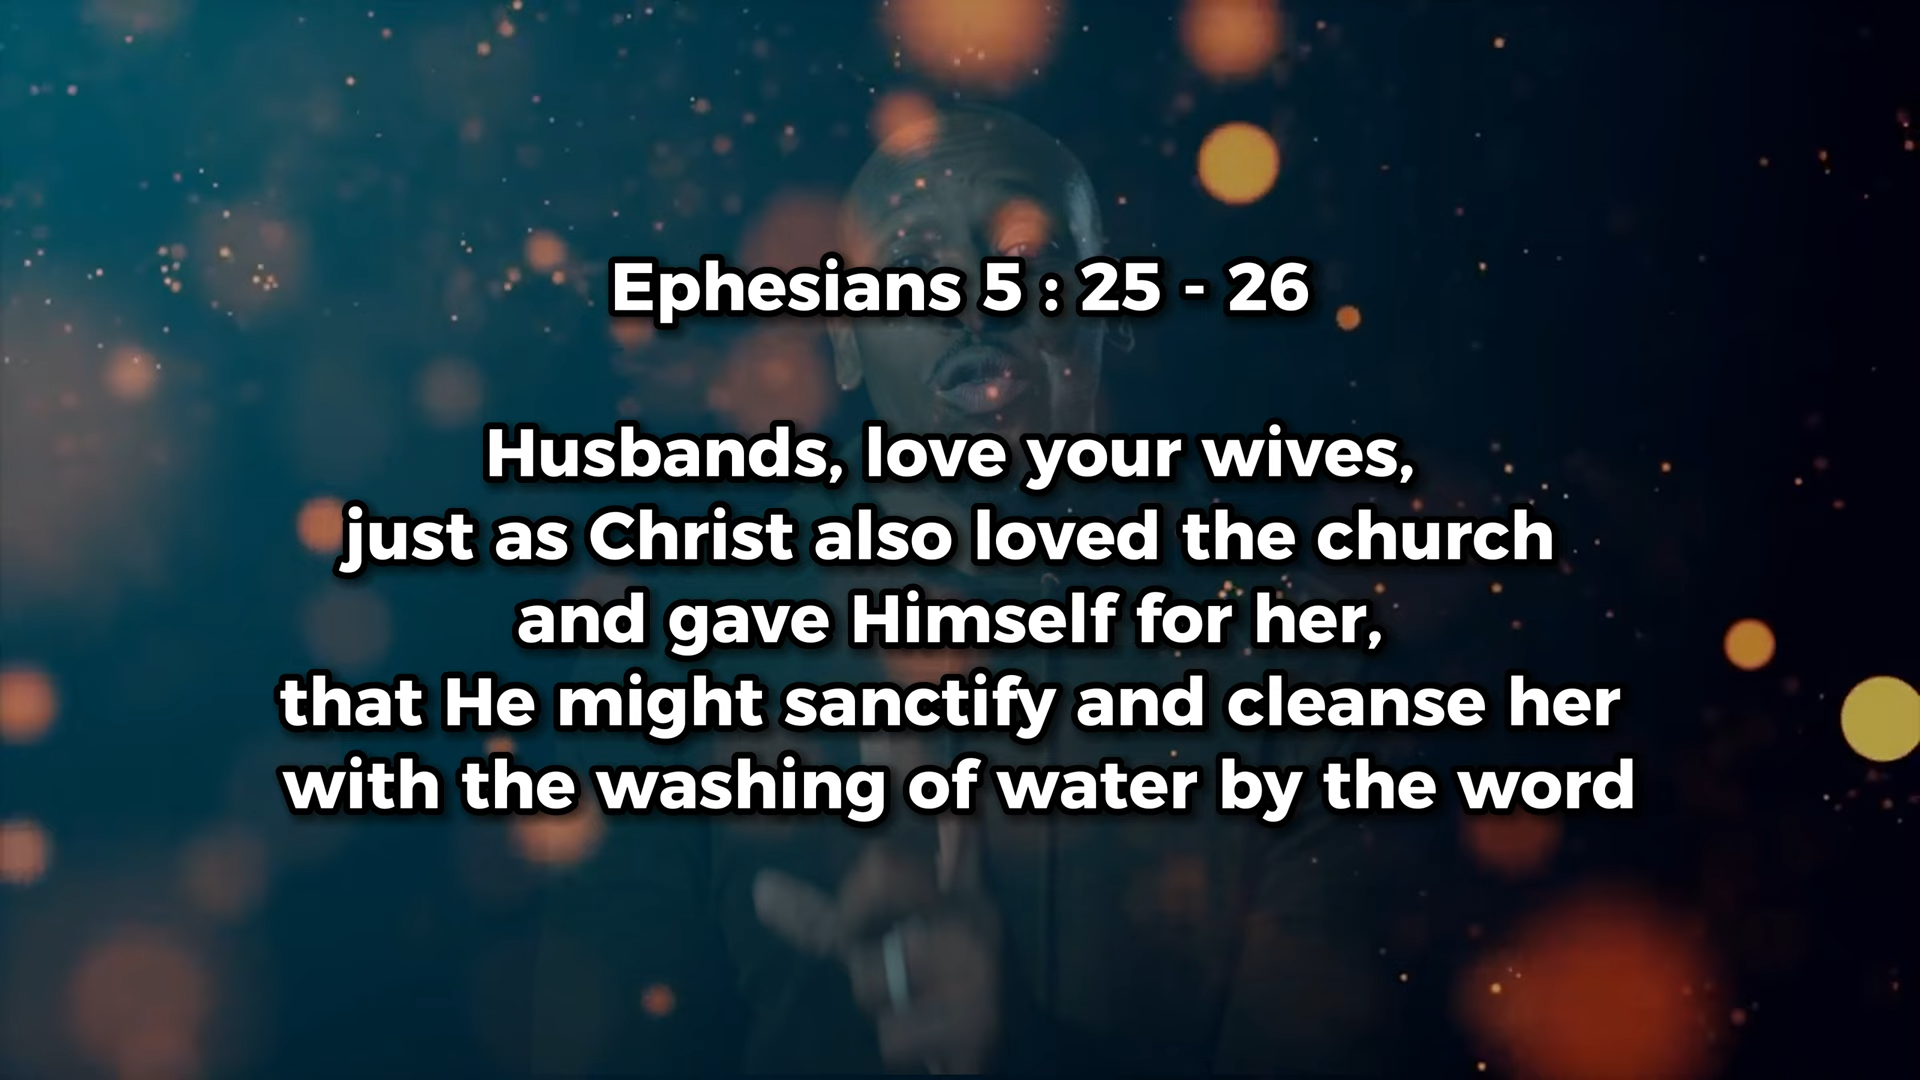 Ephesians 5 : 25 - 26
Husbands, love your wives,
just as Christ also loved the church
and gave Himself for her,
that He might sanctify and cleanse her
with the washing of water by the word